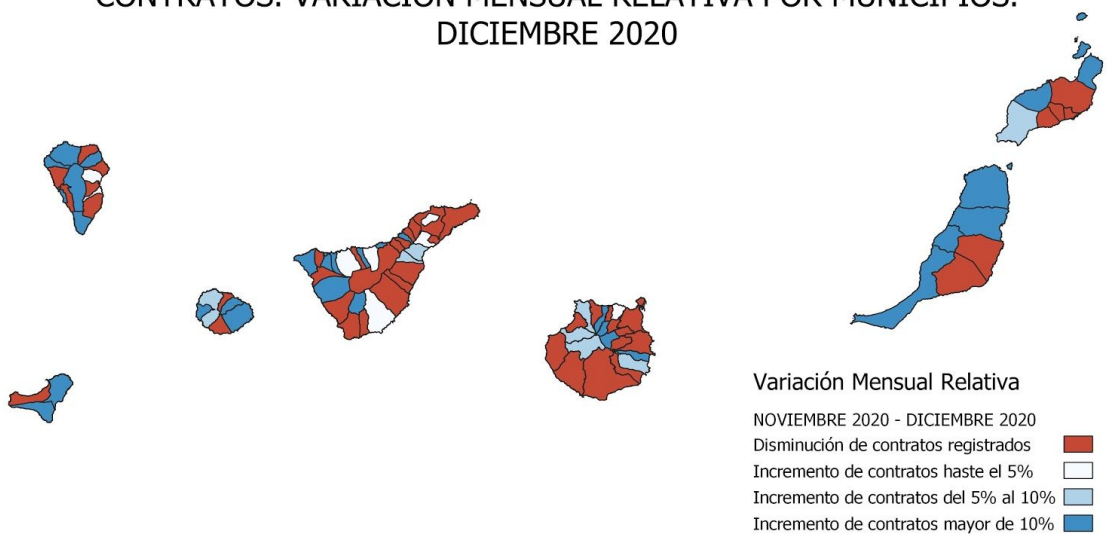 CONTRATOS. VARIACIÓN MENSUAL RELATIVA POR MUNICIPIOS.
DICIEMBRE 2020
Variación Mensual Relativa
NOVIEMBRE 2020 - DICIEMBRE 2020
Disminución de contratos registrados
Incremento de contratos haste el 5%
Incremento de contratos del 5% al 10%
Incremento de contratos mayor de 10%